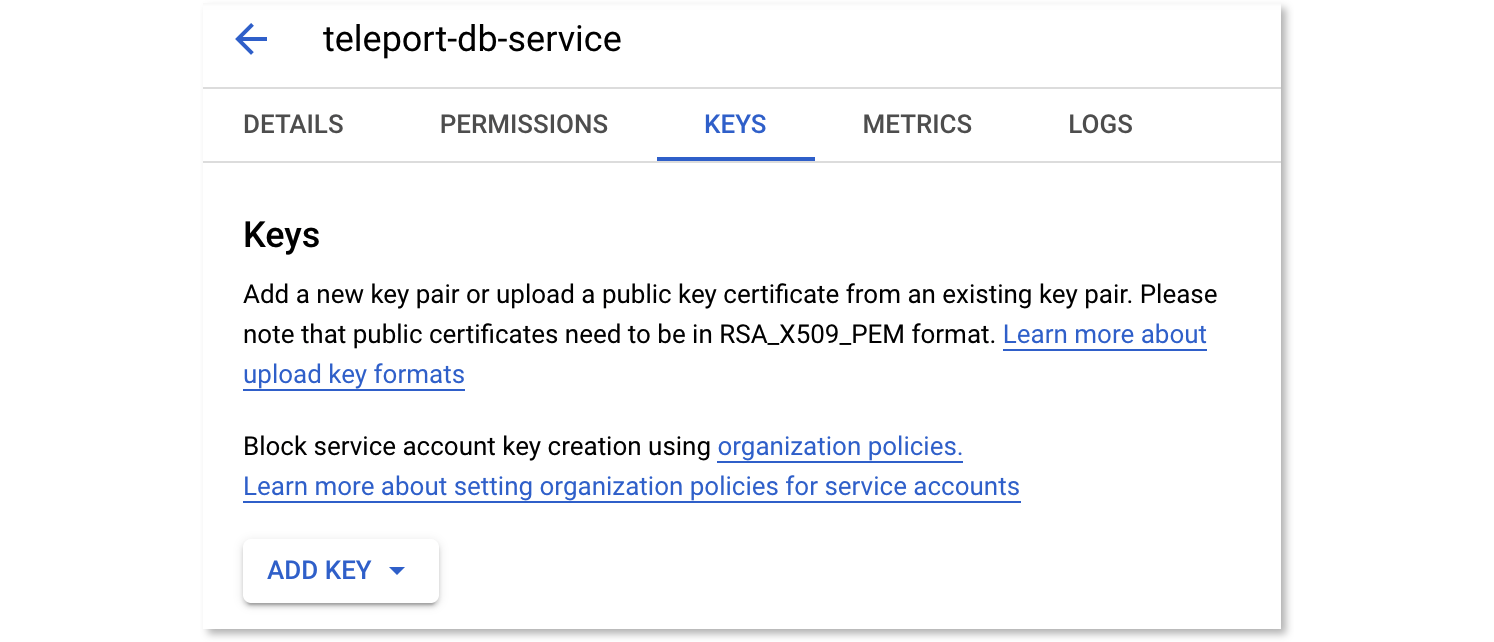 teleport-db-service
DETAILS
PERMISSIONS
KEYS
METRICS
LOGS
Keys
Add a new key pair or upload a public key certificate from an existing key pair. Please
note that public certificates need to be in RSA_X509_PEM format. Learn more about
upload key formats
Block service account key creation using organization policies.
Learn more about setting organization policies for service accounts
ADD KEY